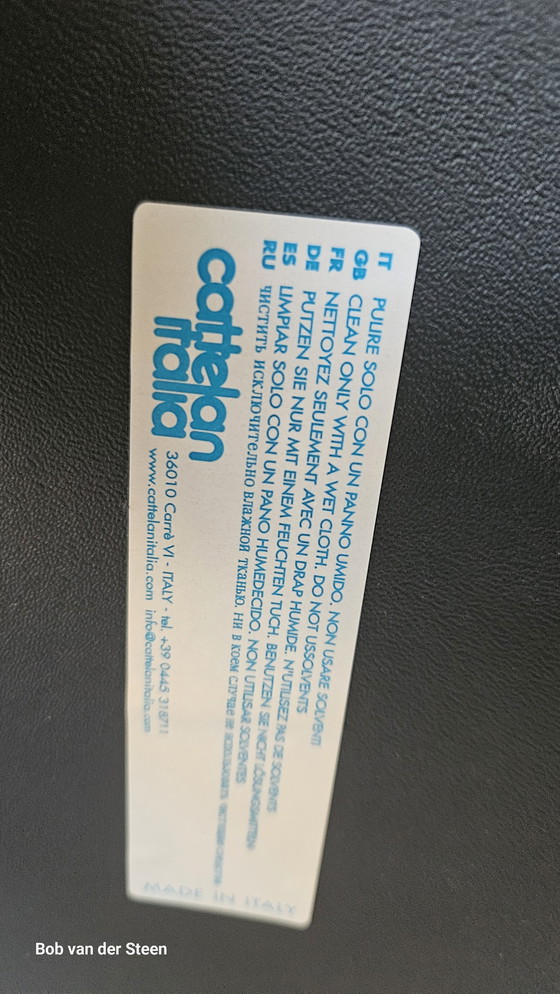 IT PULIRE SOLO CON UN PANNO UMIDO. NON USARE SOLVENTI
GB CLEAN ONLY WITH A WET CLOTH. DO NOT USSOLVENTS
FR NETTOYEZ SEULEMENT AVEC UN DRAP HUMIDE. N'UTILISEZ PAS DE SOLVENTS
DE PUTZEN SIE NUR MIT EINEM FEUCHTEN TUCH. BENUTZEN SIE NICHT
ES LIMPIAR SOLO CON UN PANO HUMEDECIDO. NON UTILISAR SOLVENTES
RU чистить исключительно влажной тканью. ни в коем случае не использовать
cattelan
italia
36010 Carrè VI - ITALY - tel. +39 0445 318711
www.cattelanitalia.com info@cattelanitalia.com
MADE IN ITALY
Bob van der Steen